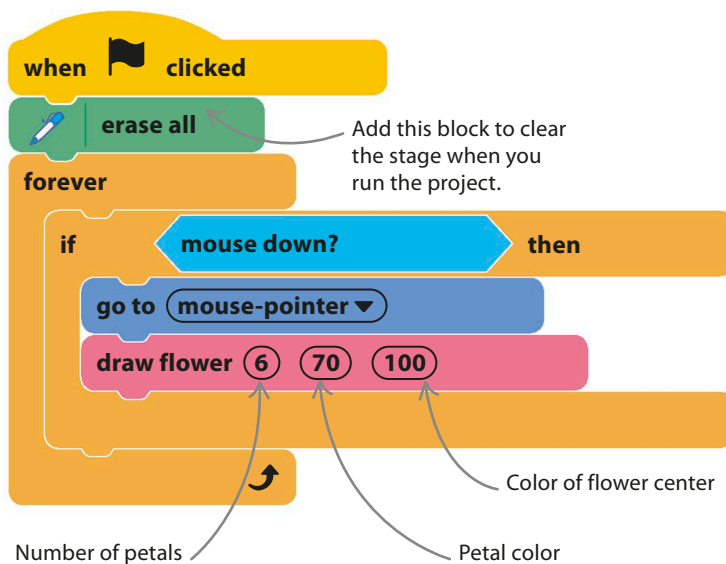 when clicked
erase all
Add this block to clear
the stage when you
run the project.
forever
if mouse down? then
go to mouse-pointer
draw flower 6 70 100
Color of flower center
Number of petals
Petal color